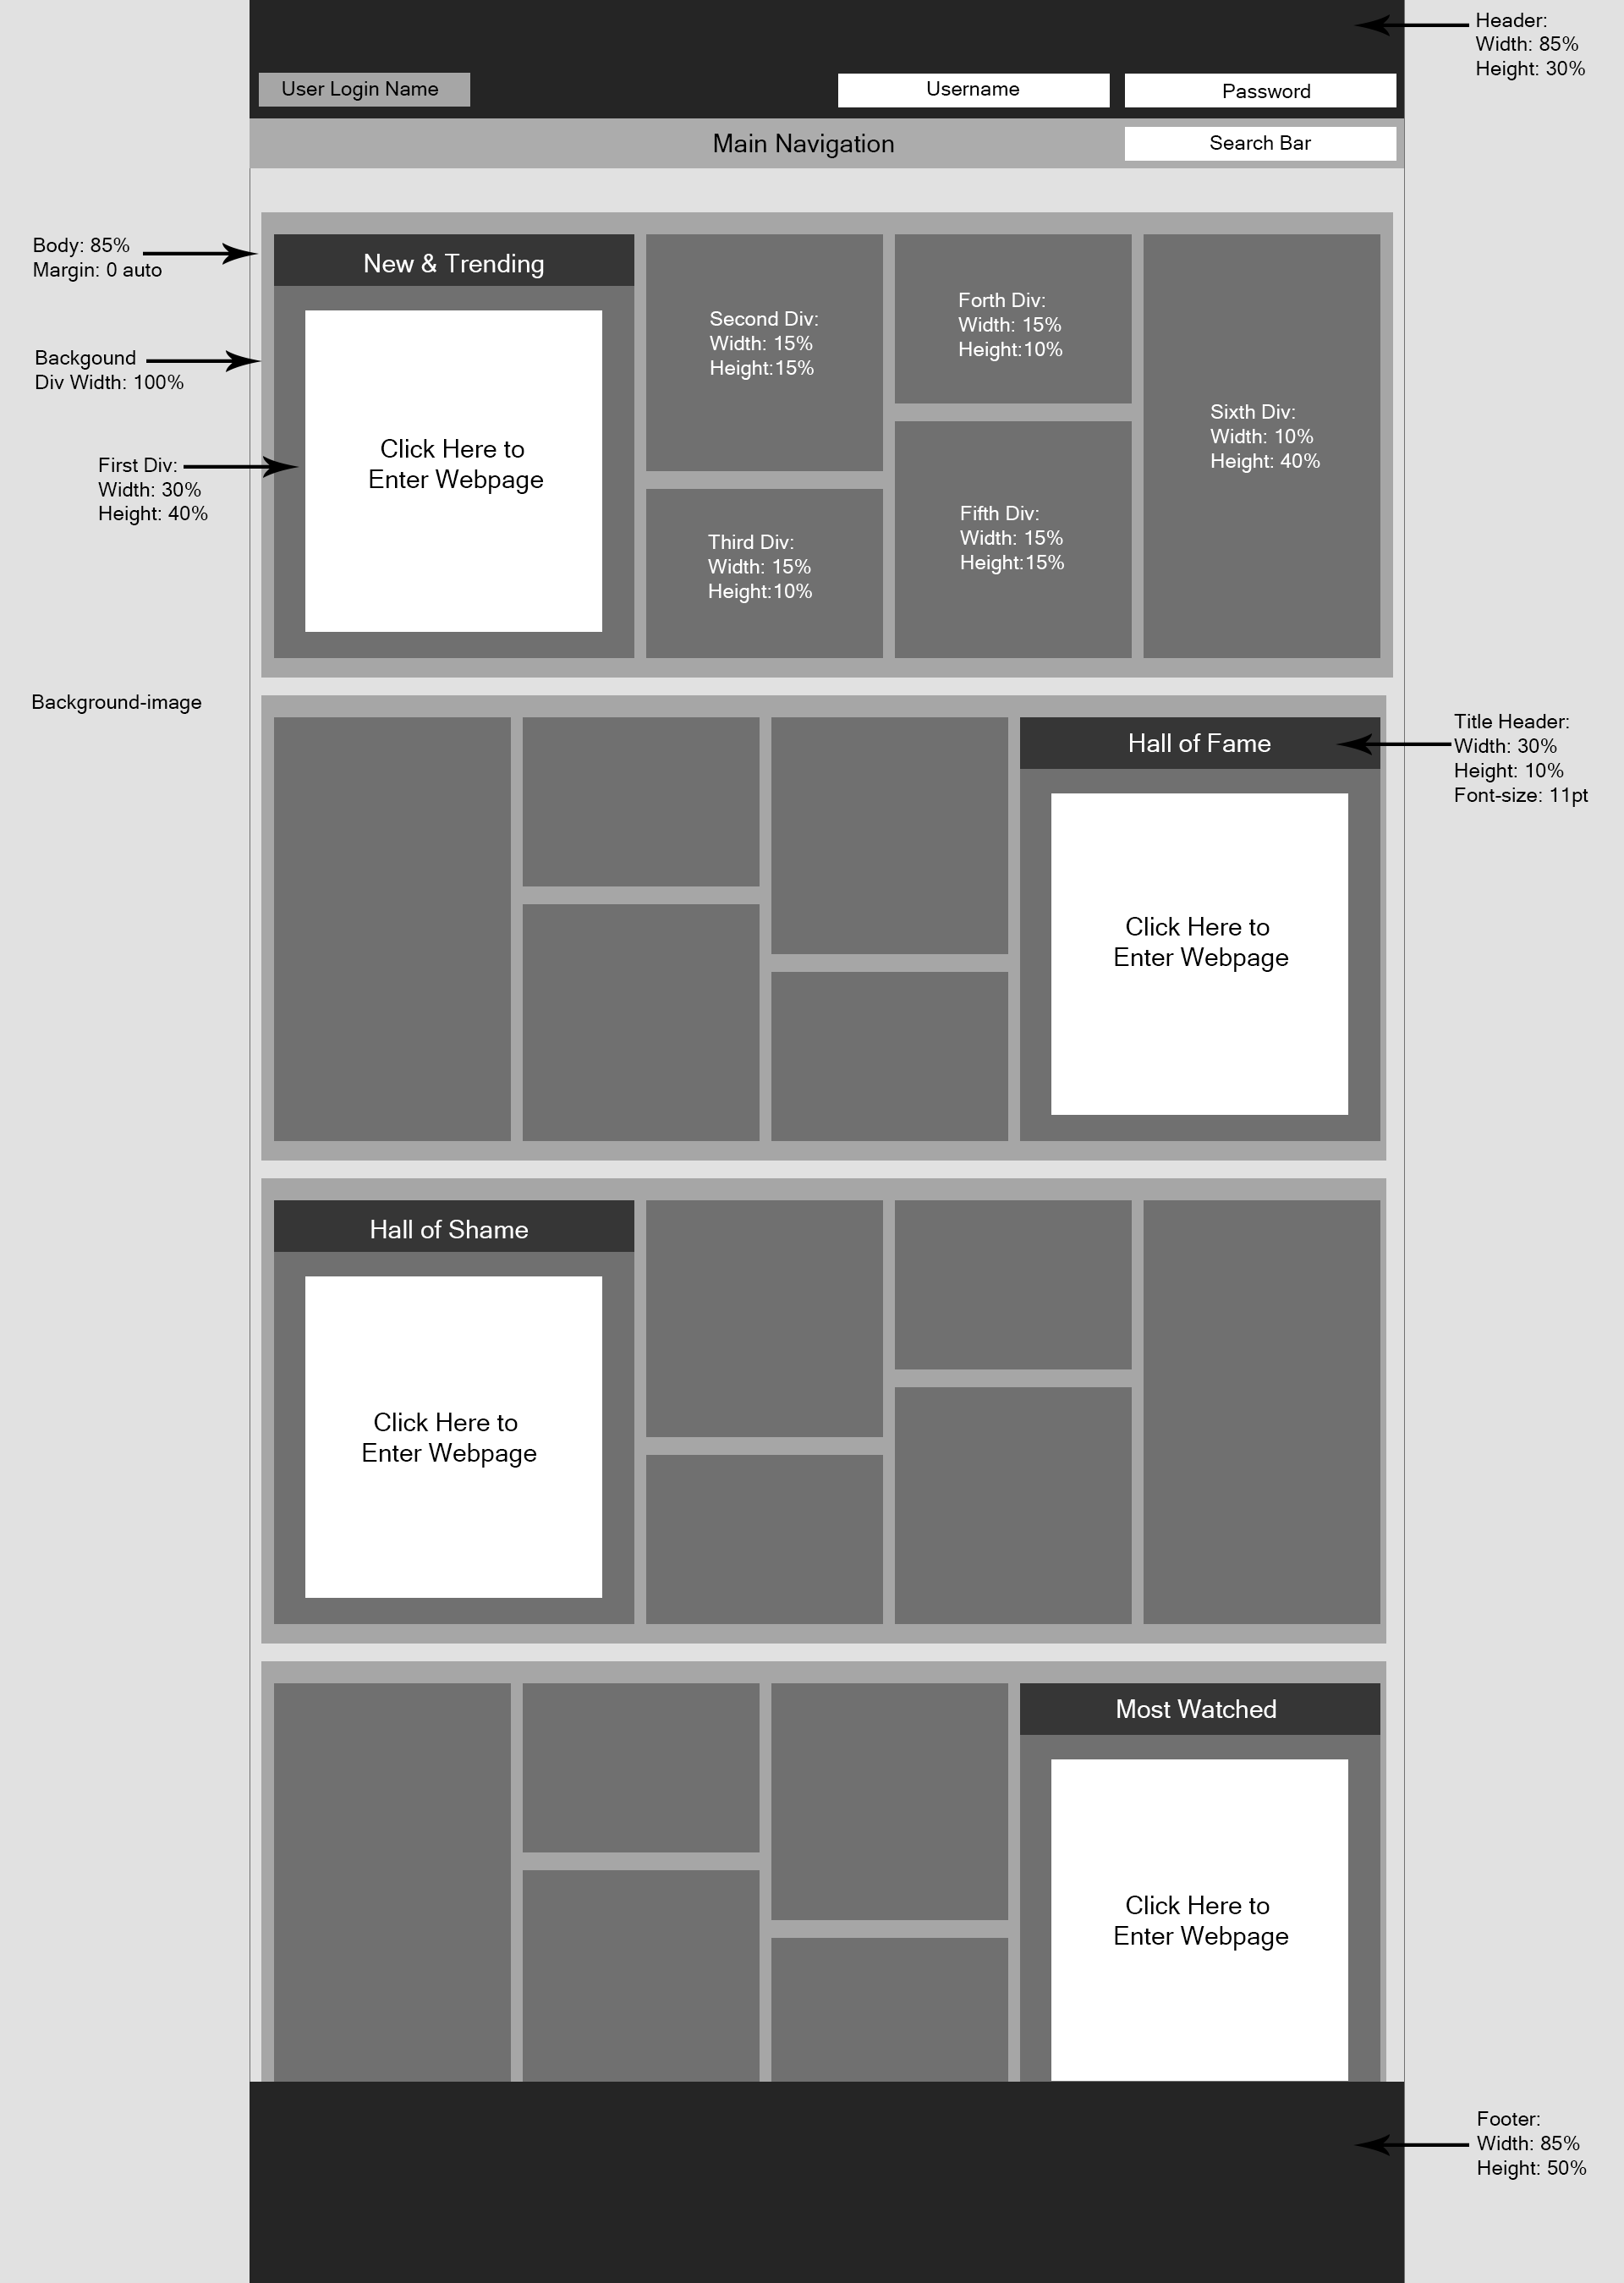 Header:
Width: 85%
Height: 30%
User Login Name
Username
Password
Main Navigation
Search Bar
Body: 85%
Margin: 0 auto
Backgound
Div Width: 100%
First Div:
Width: 30%
Height: 40%
New & Trending
Click Here to
Enter Webpage
Second Div:
Width: 15%
Height:15%
Third Div:
Width: 15%
Height:10%
Forth Div:
Width: 15%
Height:10%
Fifth Div:
Width: 15%
Height:15%
Sixth Div:
Width: 10%
Height: 40%
Background-image
Hall of Fame
Click Here to
Enter Webpage
Title Header:
Width: 30%
Height: 10%
Font-size: 11pt
Hall of Shame
Click Here to
Enter Webpage
Most Watched
Click Here to
Enter Webpage
Footer:
Width: 85%
Height: 50%